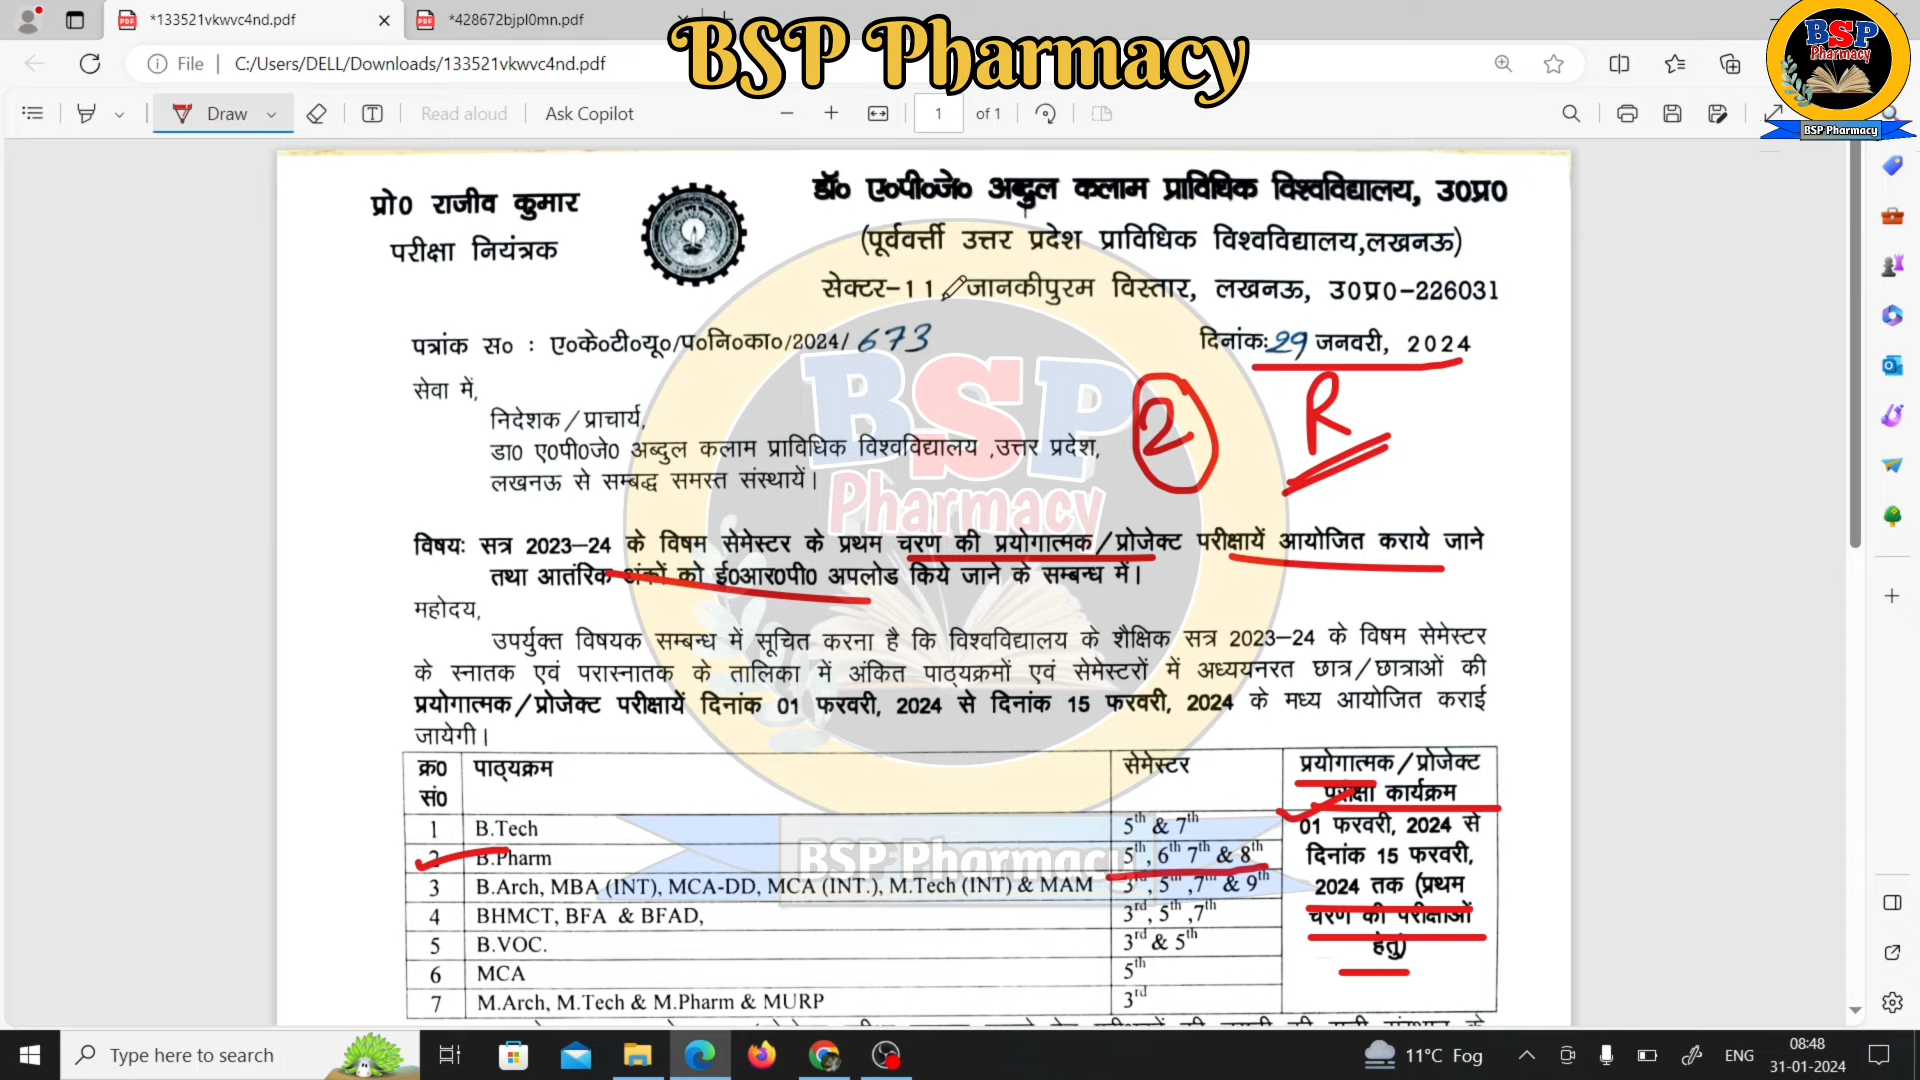 *133521vkwvc4nd.pdf
*428672bjpl0mn.pdf
BSP Pharmacy
BSP
Pharmacy
BSP Pharmacy
File
C:/Users/DELL/Downloads/133521vkwvc4nd.pdf
Draw
Read aloud
Ask Copilot
1
of 1
प्रो0 राजीव कुमार
परीक्षा नियंत्रक
डॉ0 ए0पी0जे0 अब्दुल कलाम प्राविधिक विश्वविद्यालय, उ0प्र0
(पूर्ववर्त्ती उत्तर प्रदेश प्राविधिक विश्वविद्यालय,लखनऊ)
सेक्टर-11 जानकीपुरम विस्तार, लखनऊ, उ0प्र0-226031
पत्रांक स0 : ए0के0टी0यू0/प0नि0का0/2024/ 673
दिनांक: 29 जनवरी, 2024
सेवा में,
निदेशक/प्राचार्य,
डा0 ए0पी0जे0 अब्दुल कलाम प्राविधिक विश्वविद्यालय ,उत्तर प्रदेश,
लखनऊ से सम्बद्ध समस्त संस्थायें।
2
R
BSP
Pharmacy
विषयः सत्र 2023-24 के विषम सेमेस्टर के प्रथम चरण की प्रयोगात्मक/प्रोजेक्ट परीक्षायें आयोजित कराये जाने
तथा आतंरिक अंकों को ई0आर0पी0 अपलोड किये जाने के सम्बन्ध में।
महोदय,
उपर्युक्त विषयक सम्बन्ध में सूचित करना है कि विश्वविद्यालय के शैक्षिक सत्र 2023-24 के विषम सेमेस्टर
के स्नातक एवं परास्नातक के तालिका में अंकित पाठ्यक्रमों एवं सेमेस्टरों में अध्ययनरत छात्र/छात्राओं की
प्रयोगात्मक/प्रोजेक्ट परीक्षायें दिनांक 01 फरवरी, 2024 से दिनांक 15 फरवरी, 2024 के मध्य आयोजित कराई
जायेगी।
क्र0 सं0 पाठ्यक्रम सेमेस्टर प्रयोगात्मक/प्रोजेक्ट परीक्षा कार्यक्रम
1 B.Tech 5th & 7th
2 B.Pharm 5th, 6th 7th & 8th
3 B.Arch, MBA (INT), MCA-DD, MCA (INT.), M.Tech (INT) & MAM 3rd, 5th ,7th & 9th
4 BHMCT, BFA & BFAD, 3rd, 5th ,7th
5 B.VOC. 3rd & 5th
6 MCA 5th
7 M.Arch, M.Tech & M.Pharm & MURP 3rd
01 फरवरी, 2024 से
दिनांक 15 फरवरी,
2024 तक (प्रथम
चरण की परीक्षाओं
हेतु)
BSP Pharmacy
Type here to search
11°C Fog
ENG
08:48
31-01-2024